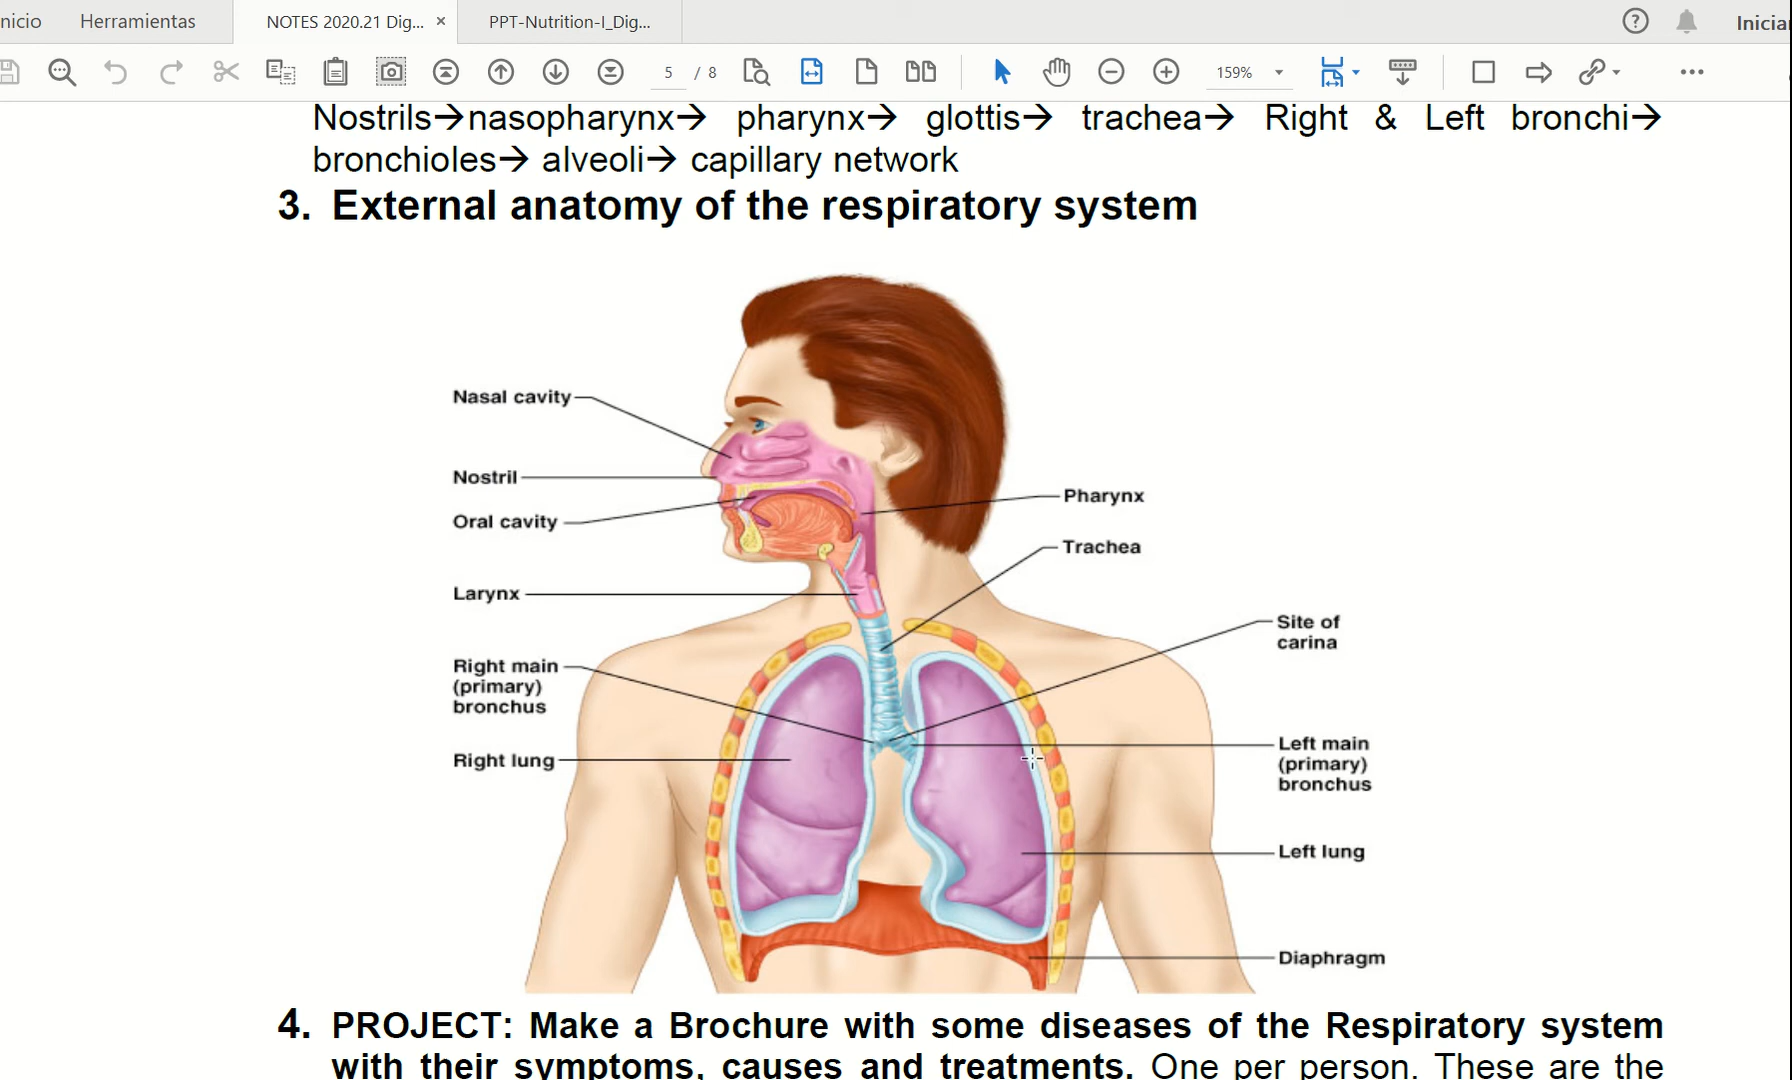 nicio Herramientas NOTES 2020.21 Dig... × PPT-Nutrition-I_Dig... Inicia
5 / 8 159%
Nostrils→nasopharynx→ pharynx→ glottis→ trachea→ Right & Left bronchi→
bronchioles→ alveoli→ capillary network
3. External anatomy of the respiratory system
Nasal cavity
Nostril
Oral cavity
Larynx
Right main
(primary)
bronchus
Right lung
Pharynx
Trachea
Site of
carina
Left main
(primary)
bronchus
Left lung
Diaphragm
4. PROJECT: Make a Brochure with some diseases of the Respiratory system
with their symptoms, causes and treatments. One per person. These are the